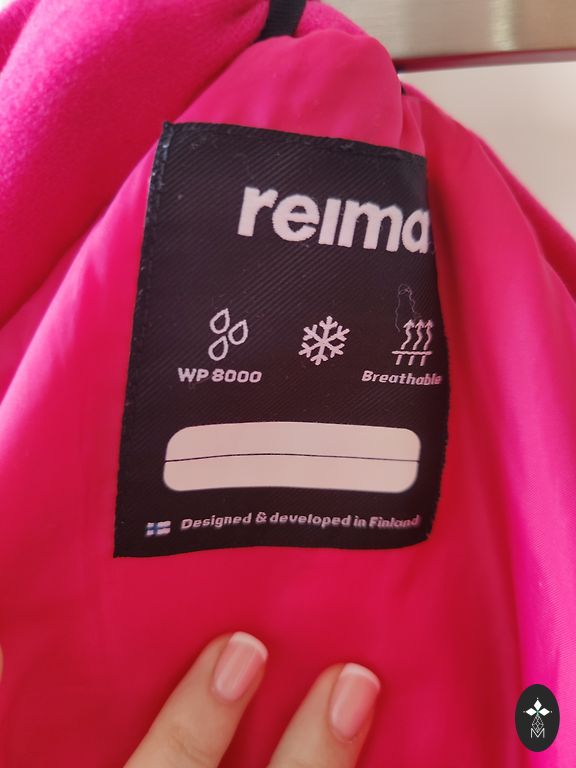 reima
WP 8000
Breathable
Designed & developed in Finland
M